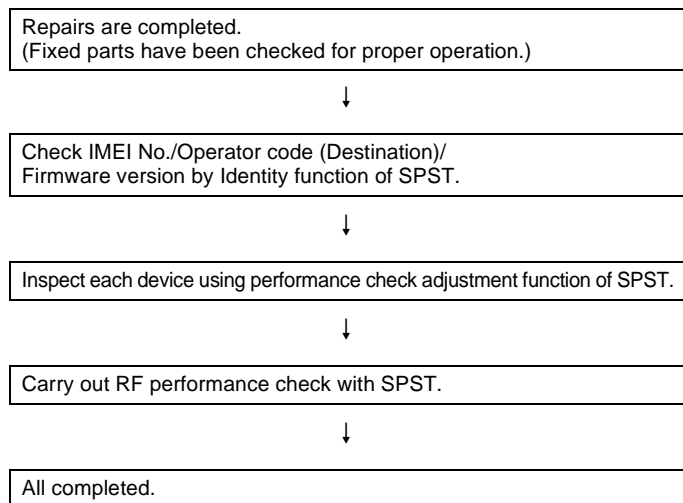 Repairs are completed.
(Fixed parts have been checked for proper operation.)
↓
Check IMEI No./Operator code (Destination)/
Firmware version by Identity function of SPST.
↓
Inspect each device using performance check adjustment function of SPST.
↓
Carry out RF performance check with SPST.
↓
All completed.